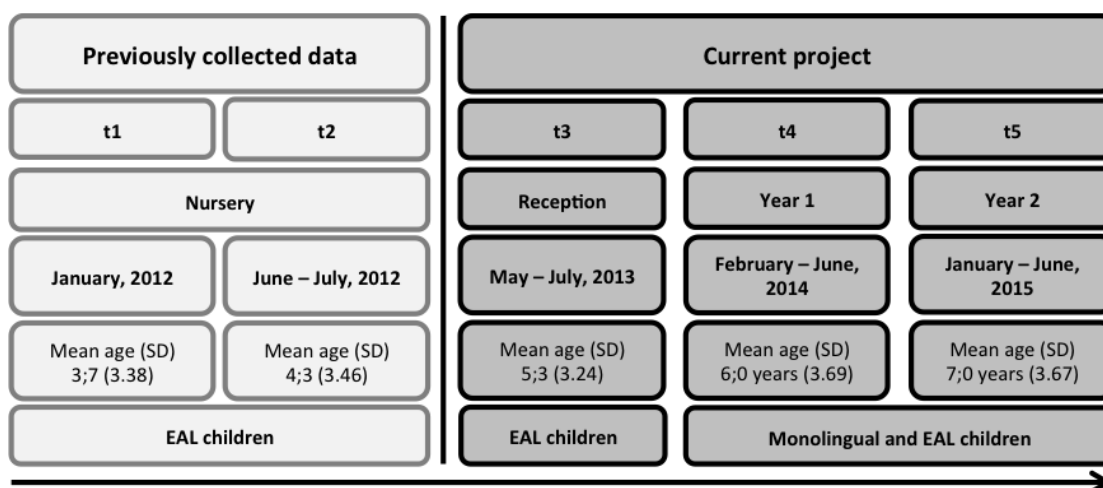 Previously collected data
Current project
t1
t2
t3
t4
t5
Nursery
Reception
Year 1
Year 2
January, 2012
June – July, 2012
May – July, 2013
February – June,
2014
January – June,
2015
Mean age (SD)
3;7 (3.38)
Mean age (SD)
4;3 (3.46)
Mean age (SD)
5;3 (3.24)
Mean age (SD)
6;0 years (3.69)
Mean age (SD)
7;0 years (3.67)
EAL children
EAL children
Monolingual and EAL children